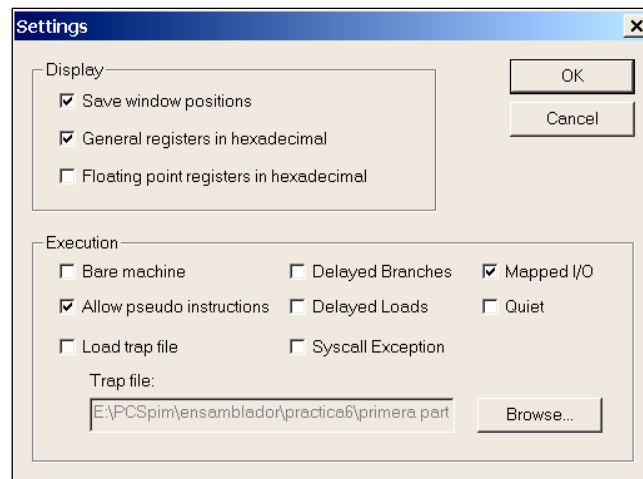 Settings
Display
OK
Save window positions
Cancel
General registers in hexadecimal
Floating point registers in hexadecimal
Execution
Bare machine Delayed Branches Mapped I/O
Allow pseudo instructions Delayed Loads Quiet
Load trap file Syscall Exception
Trap file:
E:\PCSpim\ensamblador\practica6\primera part Browse...